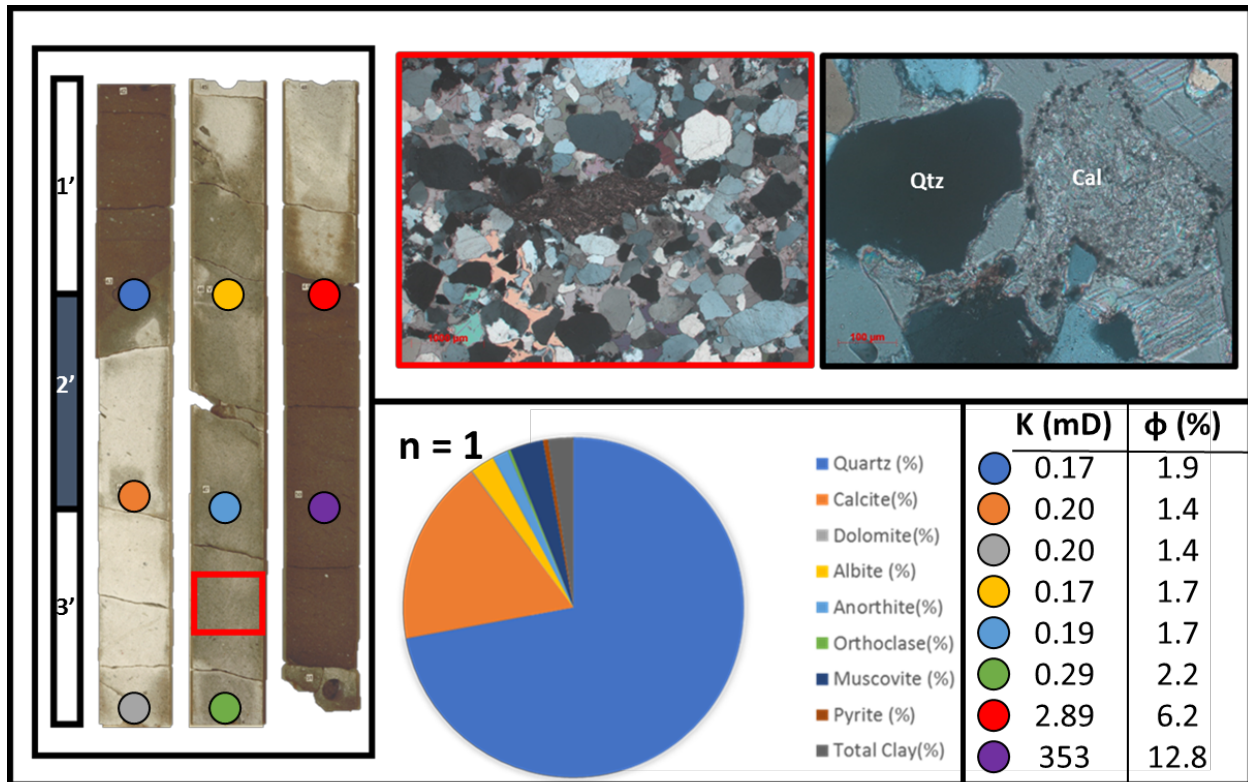 1’
2’
3’
Qtz
Cal
100 µm
n = 1
Quartz (%)
Calcite(%)
Dolomite(%)
Albite (%)
Anorthite(%)
Orthoclase(%)
Muscovite (%)
Pyrite (%)
Total Clay(%)
K (mD) ϕ (%)
0.17 1.9
0.20 1.4
0.20 1.4
0.17 1.7
0.19 1.7
0.29 2.2
2.89 6.2
353 12.8